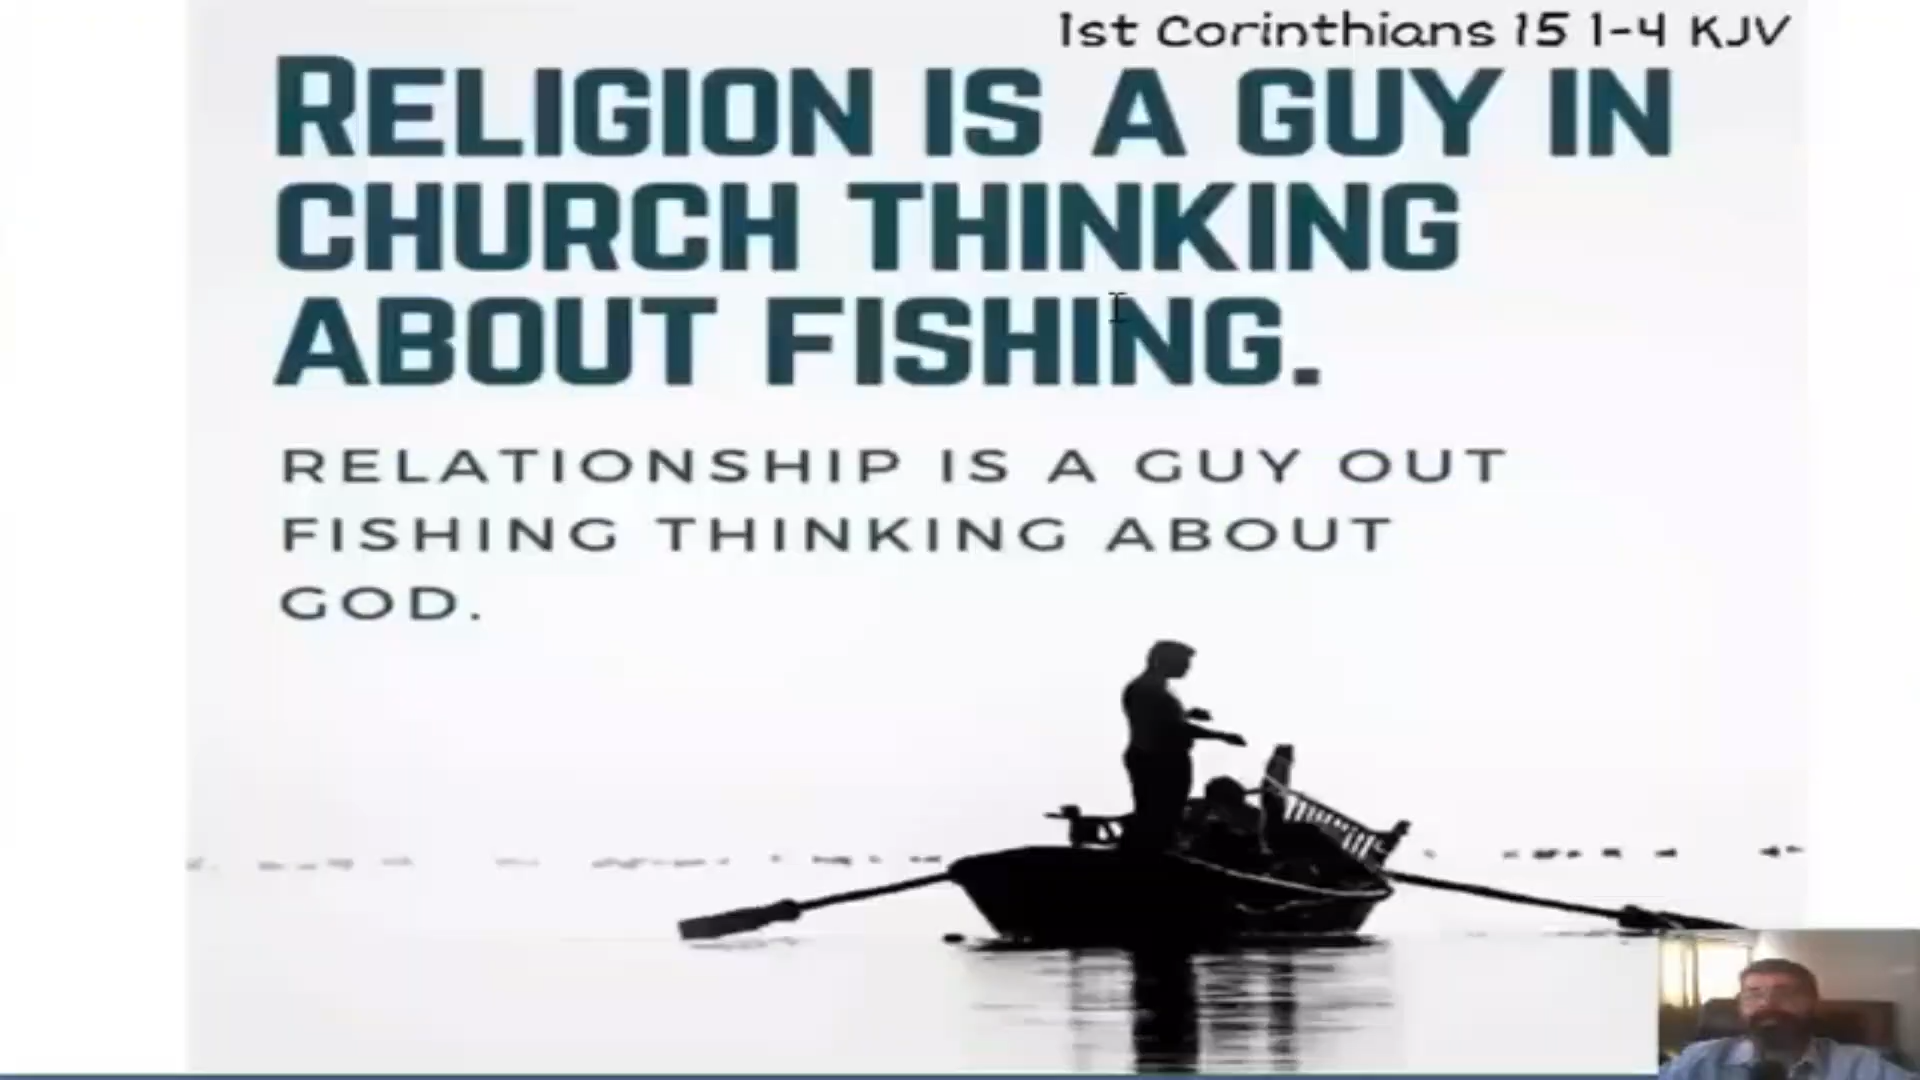 1st Corinthians 15 1-4 KJV
RELIGION IS A GUY IN
CHURCH THINKING
ABOUT FISHING.
RELATIONSHIP IS A GUY OUT
FISHING THINKING ABOUT
GOD.